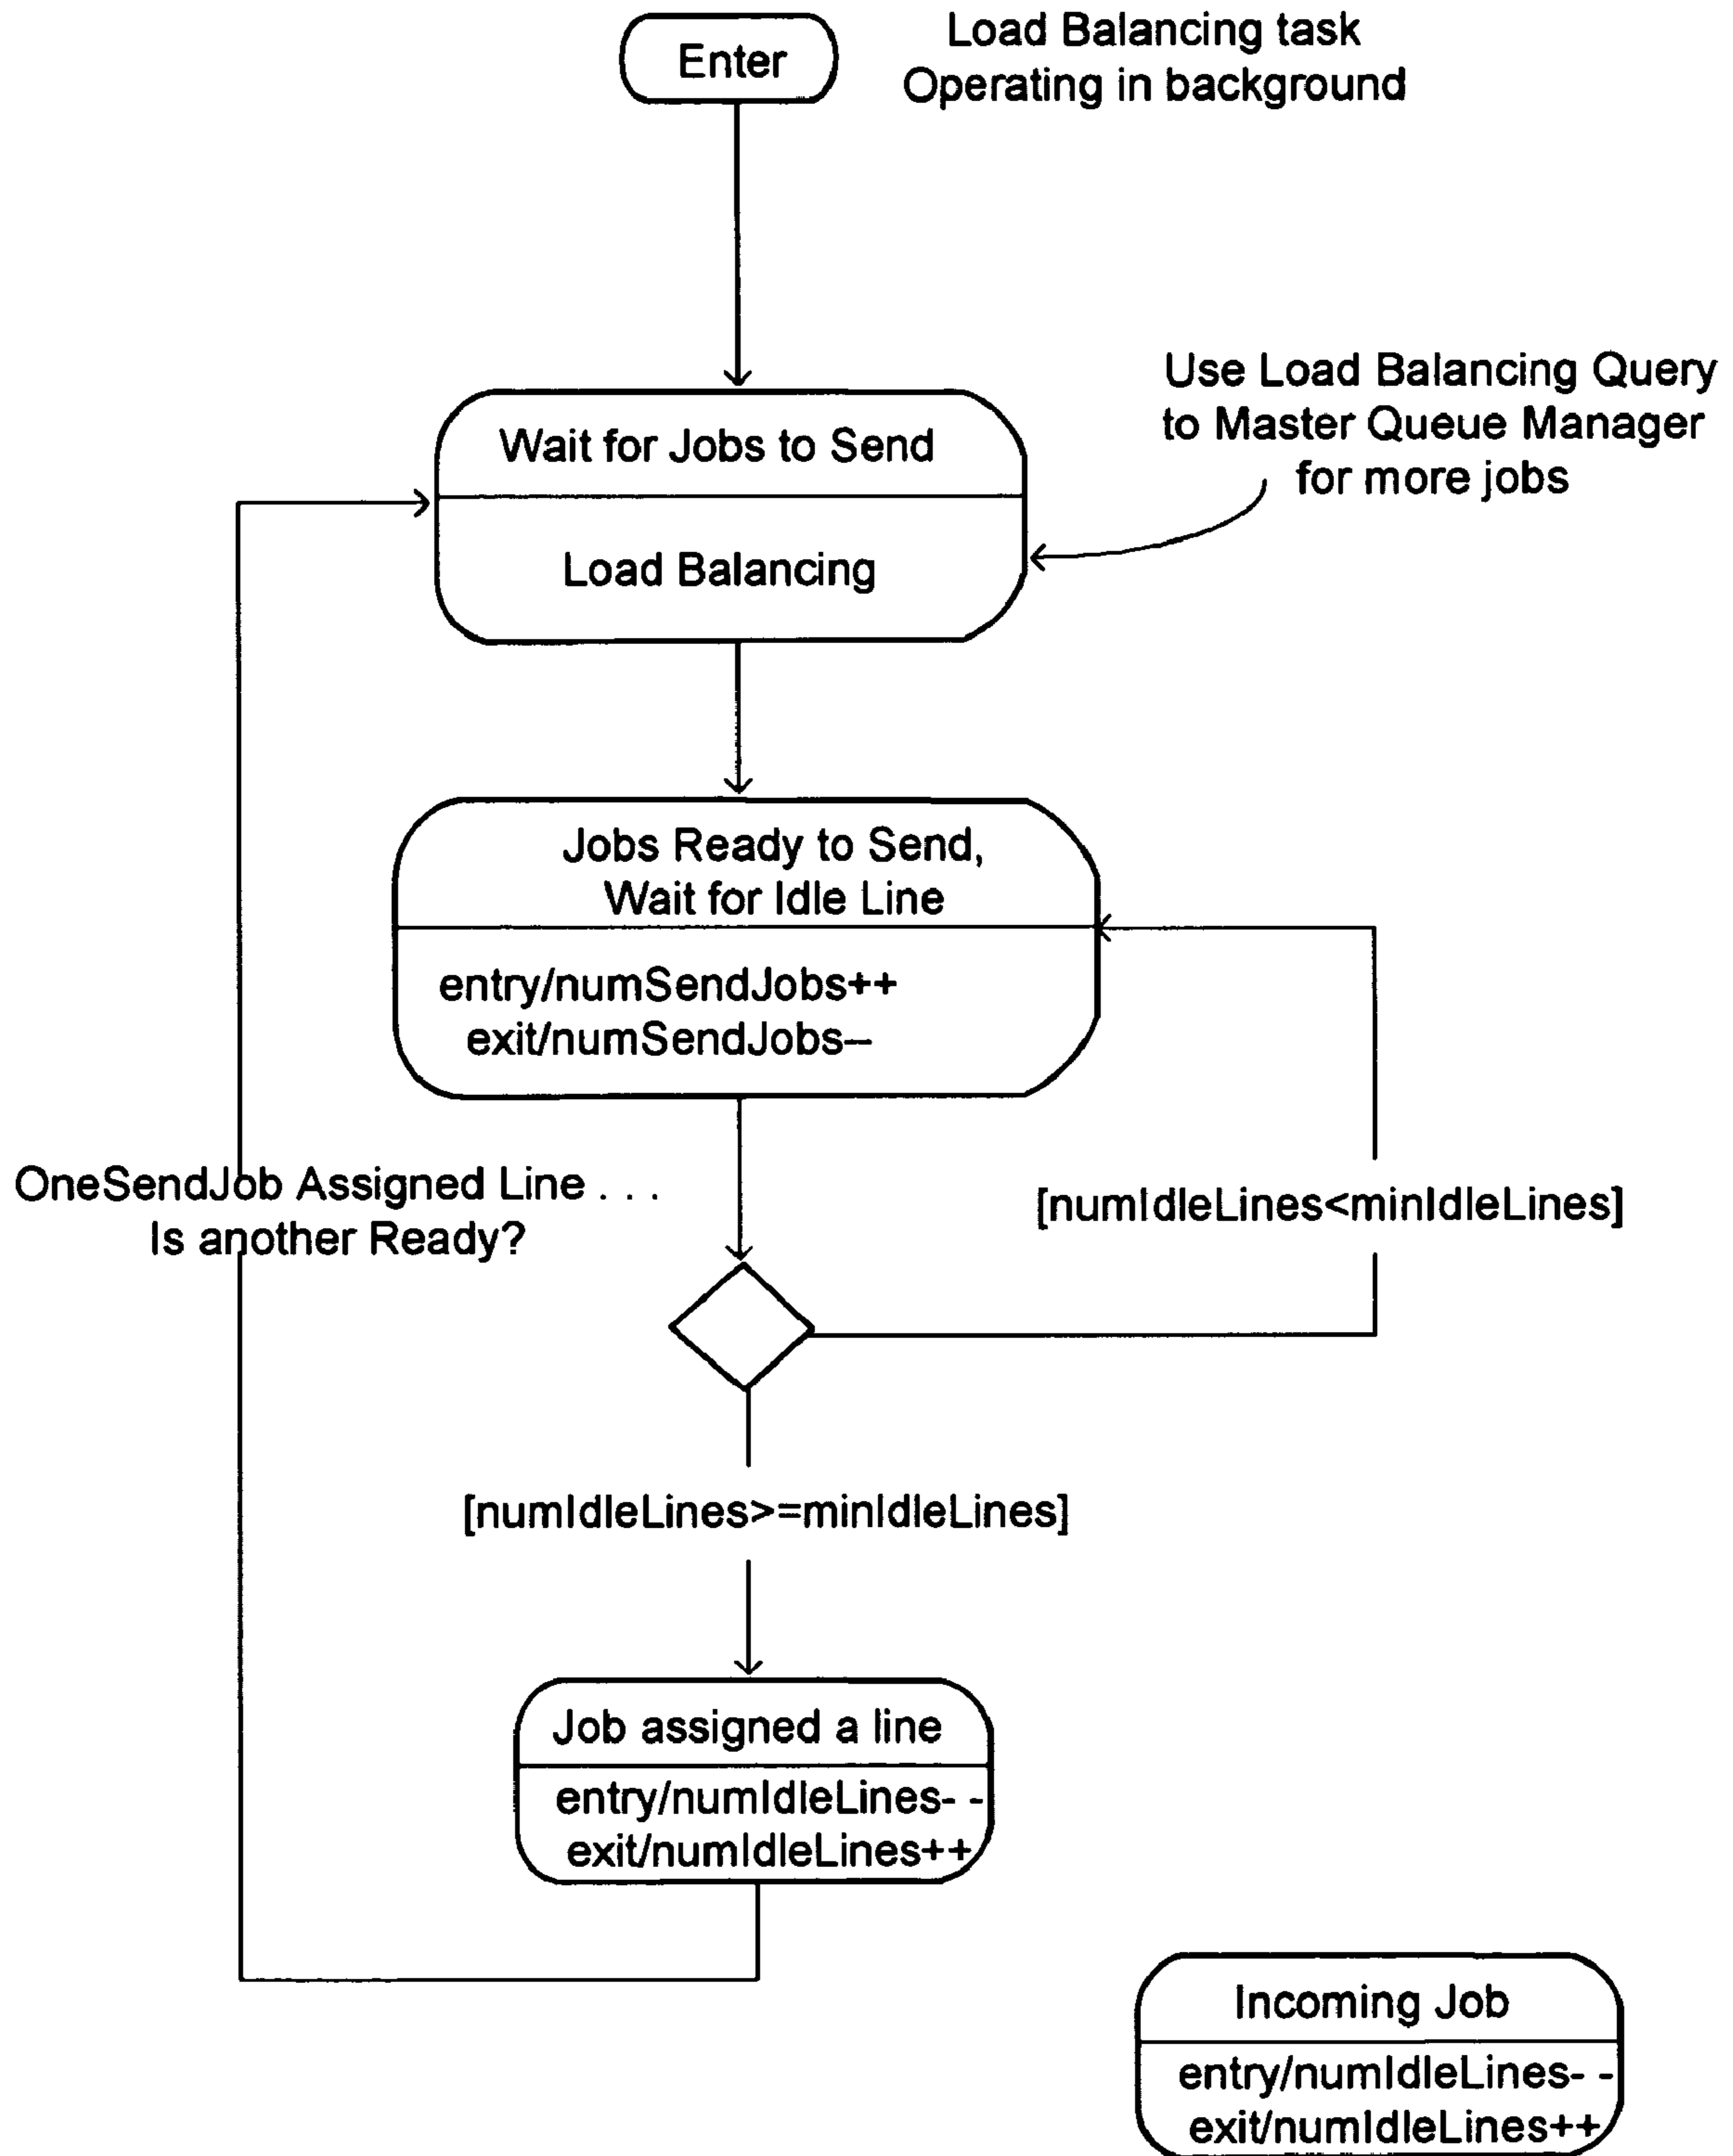 Enter
Load Balancing task
Operating in background
Use Load Balancing Query
to Master Queue Manager
for more jobs
Wait for Jobs to Send
Load Balancing
Jobs Ready to Send,
Wait for Idle Line
entry/numSendJobs++
exit/numSendJobs--
OneSendJob Assigned Line . . .
Is another Ready?
[numIdleLines<minIdleLines]
[numIdleLines>=minIdleLines]
Job assigned a line
entry/numIdleLines- -
exit/numIdleLines++
Incoming Job
entry/numIdleLines- -
exit/numIdleLines++